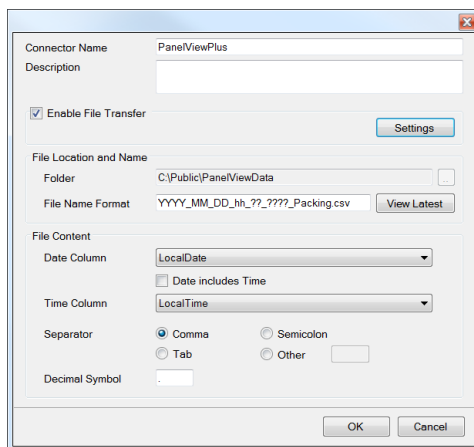 Connector Name PanelViewPlus
Description
Enable File Transfer
Settings
File Location and Name
Folder C:\Public\PanelViewData ..
File Name Format YYYY_MM_DD_hh_??_????_Packing.csv View Latest
File Content
Date Column LocalDate
Date includes Time
Time Column LocalTime
Separator Comma Semicolon
Tab Other
Decimal Symbol .
OK Cancel